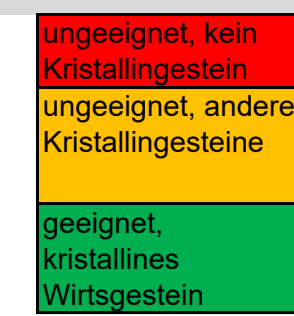 ungeeignet, kein
Kristallingestein
ungeeignet, andere
Kristallingesteine
geeignet,
kristallines
Wirtsgestein